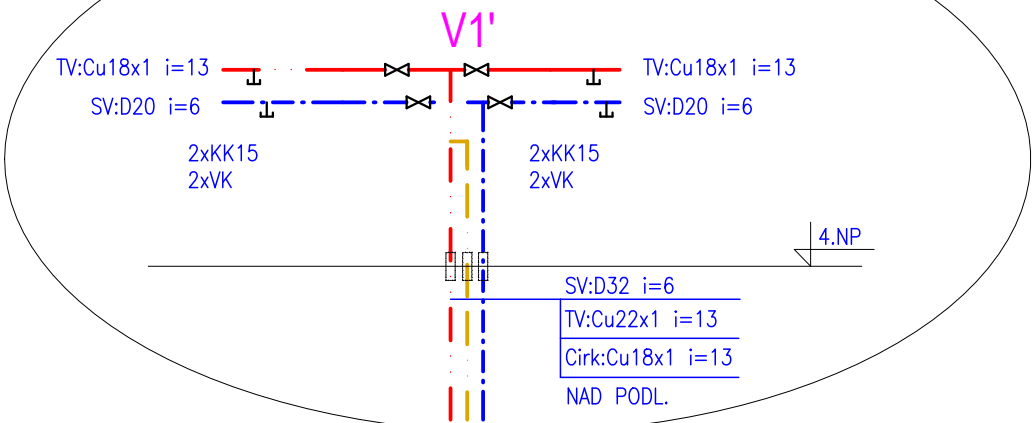 V1'
TV:Cu18x1 i=13
TV:Cu18x1 i=13
SV:D20 i=6
SV:D20 i=6
2xKK15
2xVK
2xKK15
2xVK
4.NP
SV:D32 i=6
TV:Cu22x1 i=13
Cirk:Cu18x1 i=13
NAD PODL.